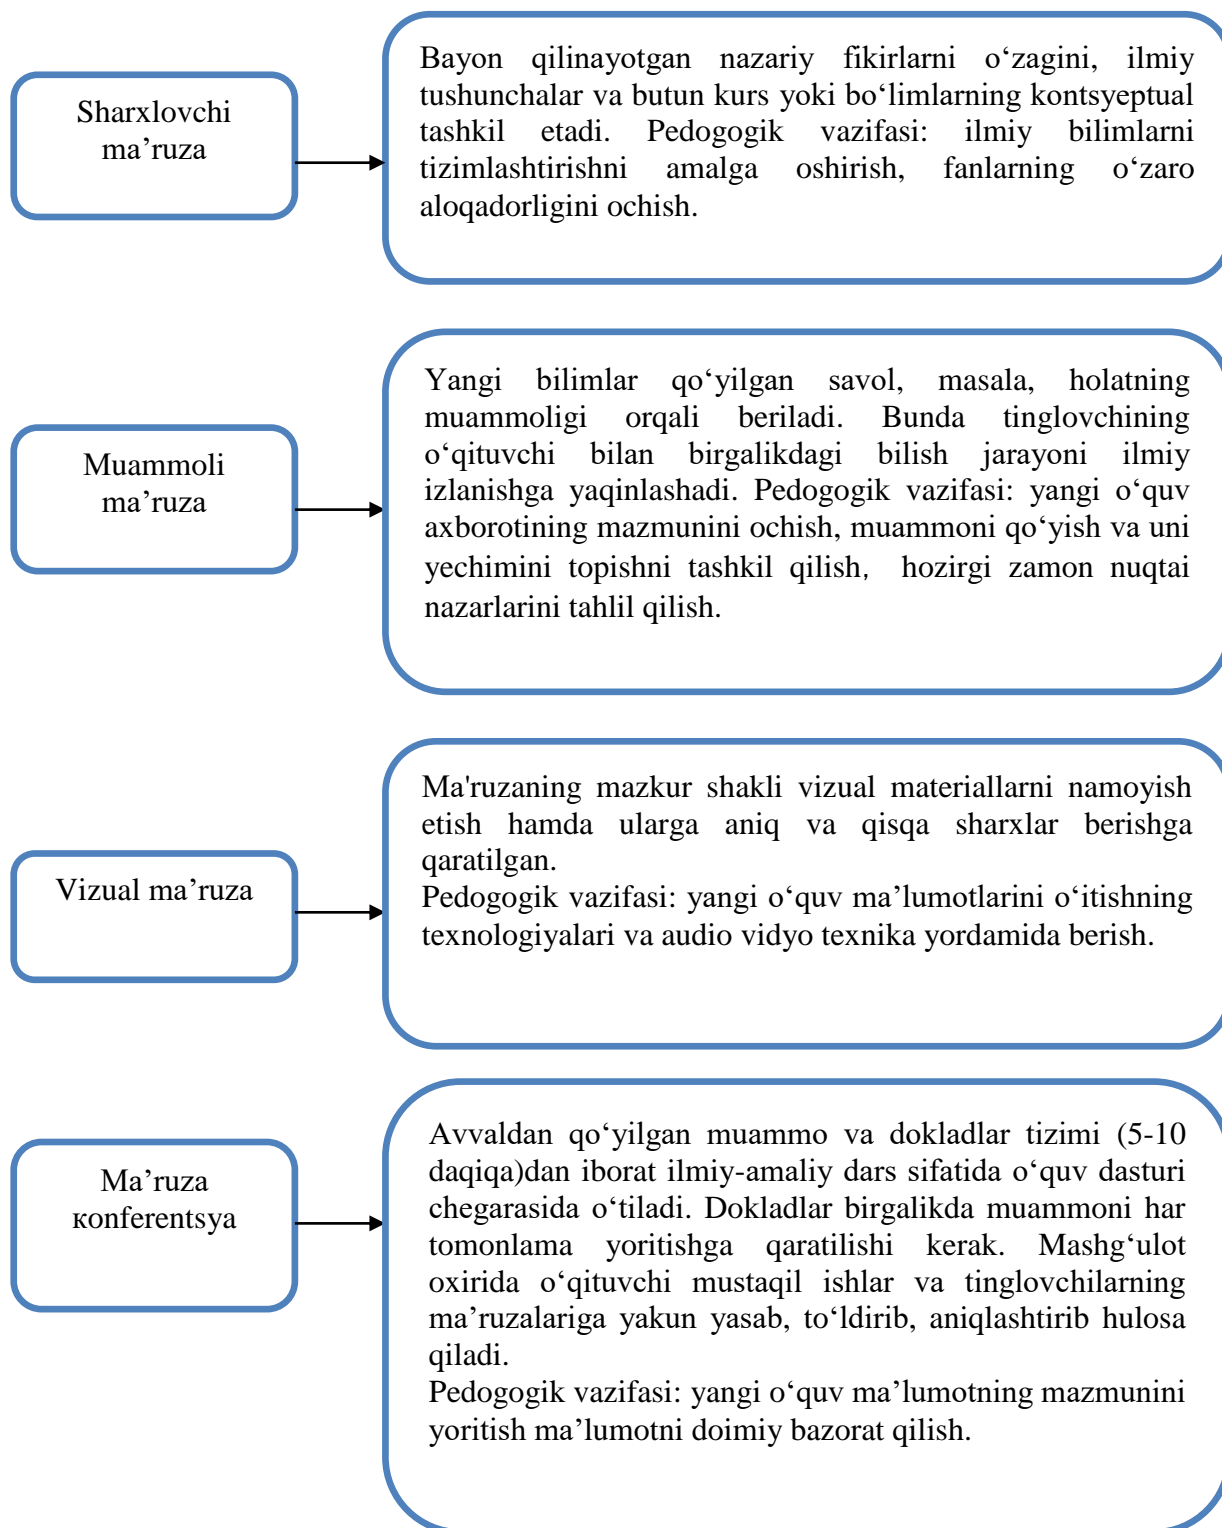 Sharxlovchi
ma’ruza
Bayon qilinayotgan nazariy fikirlarni o‘zagini, ilmiy
tushunchalar va butun kurs yoki bo‘limlarning kontsyeptual
tashkil etadi. Pedogogik vazifasi: ilmiy bilimlarni
tizimlashtirishni amalga oshirish, fanlarning o‘zaro
aloqadorligini ochish.
Muammoli
ma’ruza
Yangi bilimlar qo‘yilgan savol, masala, holatning
muammoligi orqali beriladi. Bunda tinglovchining
o‘qituvchi bilan birgalikdagi bilish jarayoni ilmiy
izlanishga yaqinlashadi. Pedogogik vazifasi: yangi o‘quv
axborotining mazmunini ochish, muammoni qo‘yish va uni
yechimini topishni tashkil qilish, hozirgi zamon nuqtai
nazarlarini tahlil qilish.
Vizual ma’ruza
Ma'ruzaning mazkur shakli vizual materiallarni namoyish
etish hamda ularga aniq va qisqa sharxlar berishga
qaratilgan.
Pedogogik vazifasi: yangi o‘quv ma’lumotlarini o‘itishning
texnologiyalari va audio vidyo texnika yordamida berish.
Ma’ruza
кonferentsya
Avvaldan qo‘yilgan muammo va dokladlar tizimi (5-10
daqiqa)dan iborat ilmiy-amaliy dars sifatida o‘quv dasturi
chegarasida o‘tiladi. Dokladlar birgalikda muammoni har
tomonlama yoritishga qaratilishi kerak. Mashg‘ulot
oxirida o‘qituvchi mustaqil ishlar va tinglovchilarning
ma’ruzalariga yakun yasab, to‘ldirib, aniqlashtirib hulosa
qiladi.
Pedogogik vazifasi: yangi o‘quv ma’lumotning mazmunini
yoritish ma’lumotni doimiy bazorat qilish.